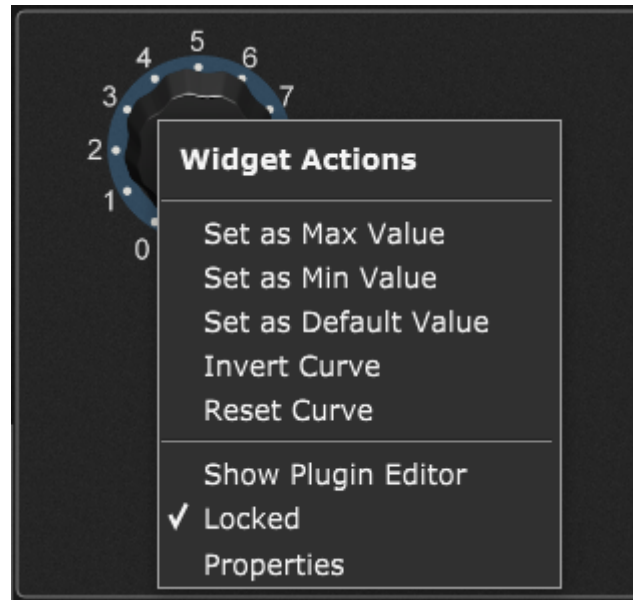 5
4
6
3
7
2
1
0
Widget Actions
Set as Max Value
Set as Min Value
Set as Default Value
Invert Curve
Reset Curve
Show Plugin Editor
✓ Locked
Properties